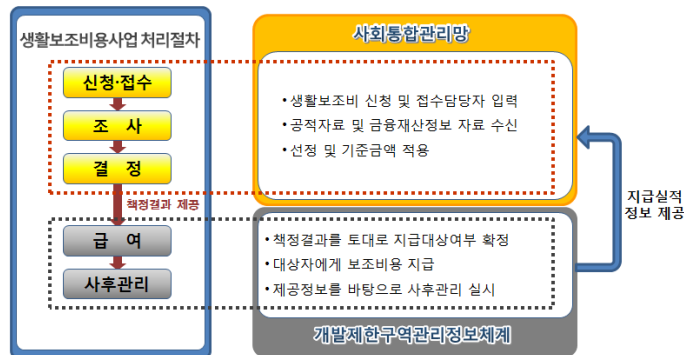 생활보조비용사업 처리절차
신청·접수
조 사
결 정
책정결과 제공
급 여
사후관리
사회통합관리망
• 생활보조비 신청 및 접수담당자 입력
• 공적자료 및 금융재산정보 자료 수신
• 선정 및 기준금액 적용
• 책정결과를 토대로 지급대상여부 확정
• 대상자에게 보조비용 지급
• 제공정보를 바탕으로 사후관리 실시
개발제한구역관리정보체계
지급실적
정보 제공